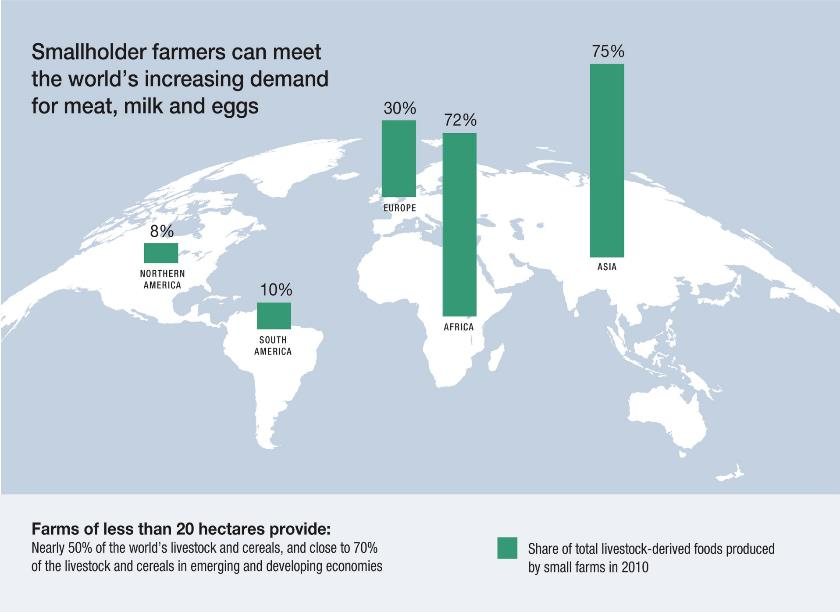 Smallholder farmers can meet
the world's increasing demand
for meat, milk and eggs
75%
30%
72%
EUROPE
8%
NORTHERN
AMERICA
ASIA
10%
AFRICA
SOUTH
AMERICA
Farms of less than 20 hectares provide:
Nearly 50% of the world's livestock and cereals, and close to 70%
of the livestock and cereals in emerging and developing economies
Share of total livestock-derived foods produced
by small farms in 2010